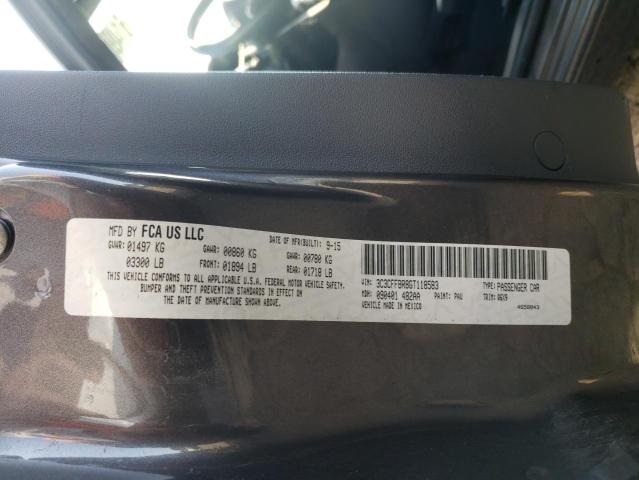 MFD BY FCA US LLC
DATE OF MFR(BUILT): 9-15
GVWR: 01497 KG GAWR: 00860 KG GAWR: 00780 KG
03300 LB FRONT: 01894 LB REAR: 01718 LB
THIS VEHICLE CONFORMS TO ALL APPLICABLE U.S.A. FEDERAL MOTOR VEHICLE SAFETY,
BUMPER AND THEFT PREVENTION STANDARDS IN EFFECT ON
THE DATE OF MANUFACTURE SHOWN ABOVE.
VIN: 3C3CFFBR8GT118583 TYPE: PASSENGER CAR
MDH: 090401 482AA PAINT: PAU TRIM: O6X9
VEHICLE MADE IN MEXICO 4650843